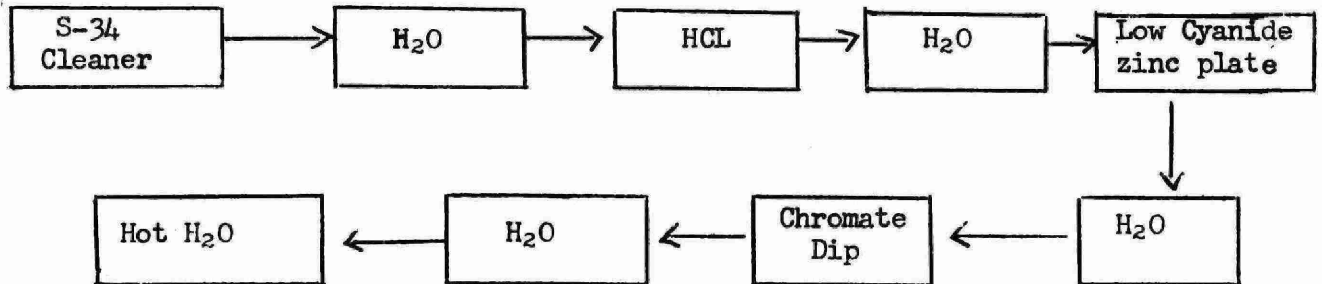 S-34
Cleaner
H₂O
HCL
H₂O
Low Cyanide
zinc plate
H₂O
Chromate
Dip
H₂O
Hot H₂O